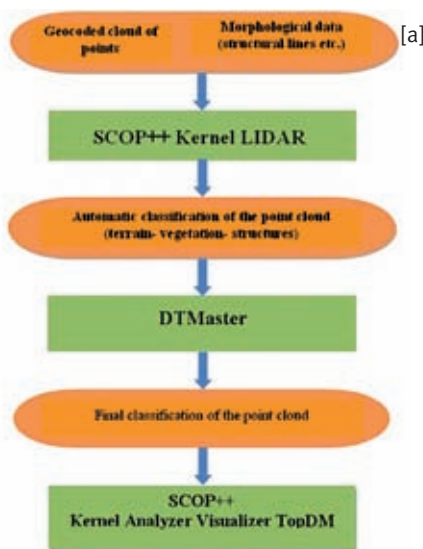 Geocoded cloud of points
Morphological data
(structural lines etc.)
[a]
SCOP++ Kernel LIDAR
Automatic classification of the point cloud
(terrain- vegetation- structures)
DTMaster
Final classification of the point cloud
SCOP++
Kernel Analyzer Visualizer TopDM